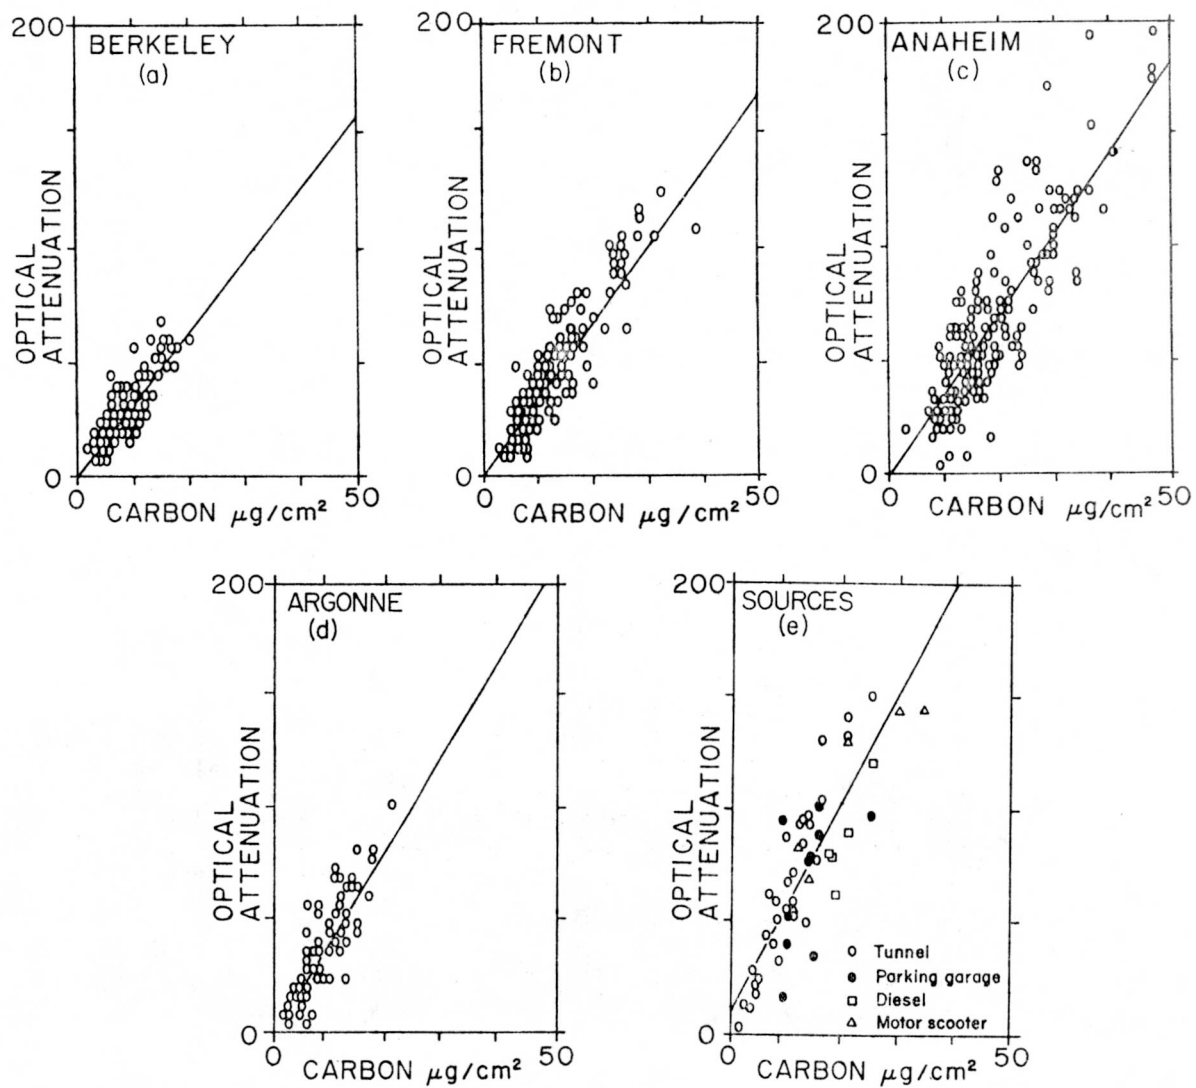 200
BERKELEY
(a)
OPTICAL
ATTENUATION
0
0
50
CARBON μg/cm²
200
FREMONT
(b)
OPTICAL
ATTENUATION
0
0
50
CARBON μg/cm²
200
ANAHEIM
(c)
OPTICAL
ATTENUATION
0
0
50
CARBON μg/cm²
200
ARGONNE
(d)
OPTICAL
ATTENUATION
0
0
50
CARBON μg/cm²
200
SOURCES
(e)
OPTICAL
ATTENUATION
Tunnel
Parking garage
Diesel
Motor scooter
0
0
50
CARBON μg/cm²